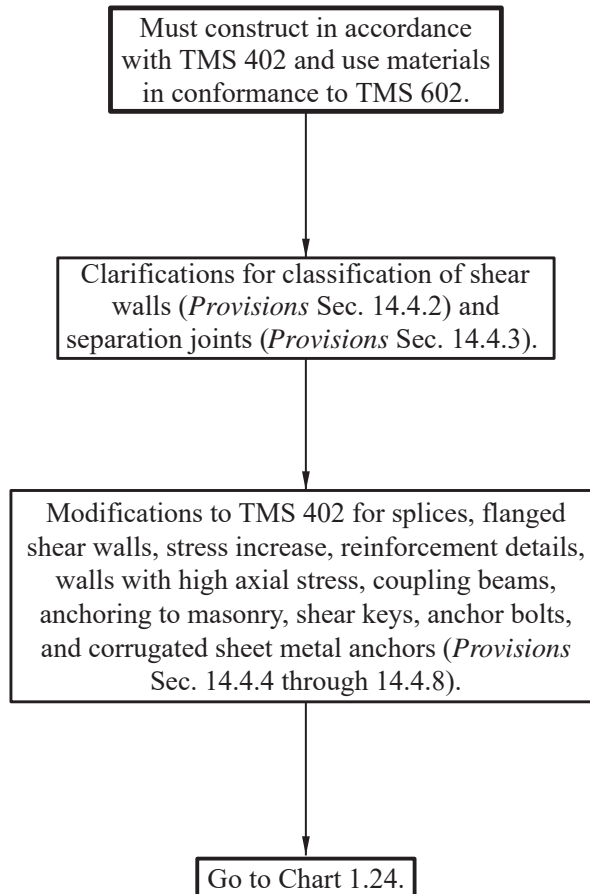 Must construct in accordance
with TMS 402 and use materials
in conformance to TMS 602.
Clarifications for classification of shear
walls (Provisions Sec. 14.4.2) and
separation joints (Provisions Sec. 14.4.3).
Modifications to TMS 402 for splices, flanged
shear walls, stress increase, reinforcement details,
walls with high axial stress, coupling beams,
anchoring to masonry, shear keys, anchor bolts,
and corrugated sheet metal anchors (Provisions
Sec. 14.4.4 through 14.4.8).
Go to Chart 1.24.